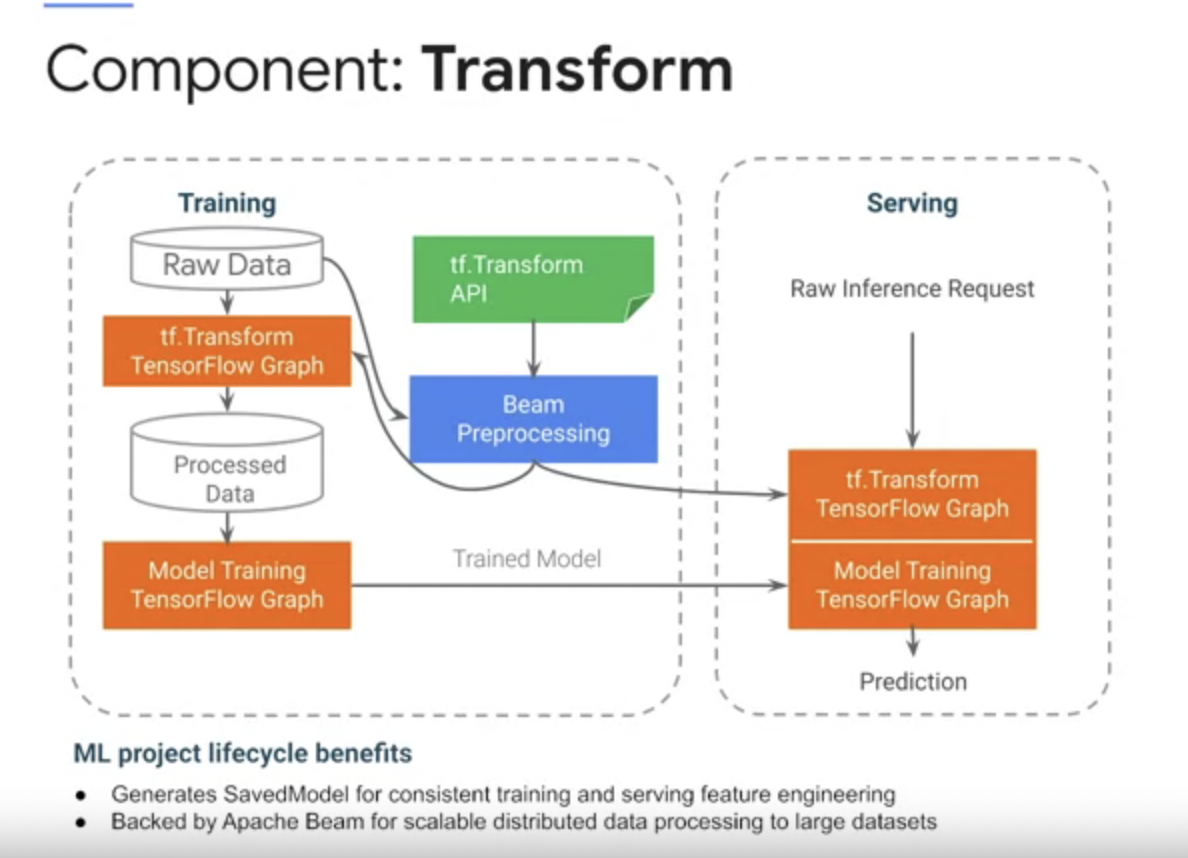 Component: Transform
Training
Raw Data
tf.Transform
TensorFlow Graph
Processed
Data
Model Training
TensorFlow Graph
tf.Transform
API
Beam
Preprocessing
Trained Model
Serving
Raw Inference Request
tf.Transform
TensorFlow Graph
Model Training
TensorFlow Graph
Prediction
ML project lifecycle benefits
● Generates SavedModel for consistent training and serving feature engineering
● Backed by Apache Beam for scalable distributed data processing to large datasets